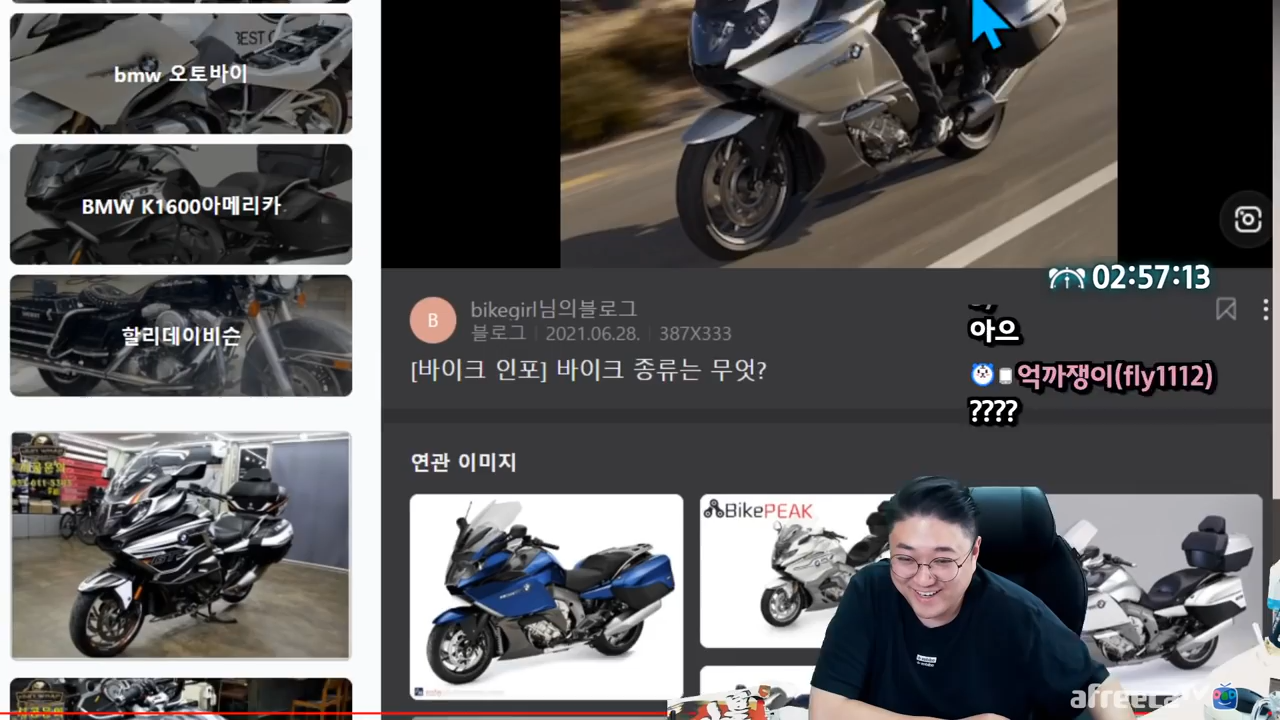 BEST
bmw 오토바이
BMW K1600아메리카
할리데이비슨
02:57:13
B
bikegirl님의블로그
블로그 2021.06.28. 387X333
[바이크 인포] 바이크 종류는 무엇?
아으
억까쟁이(fly1112)
????
연관 이미지
BikePEAK
afreecaTV